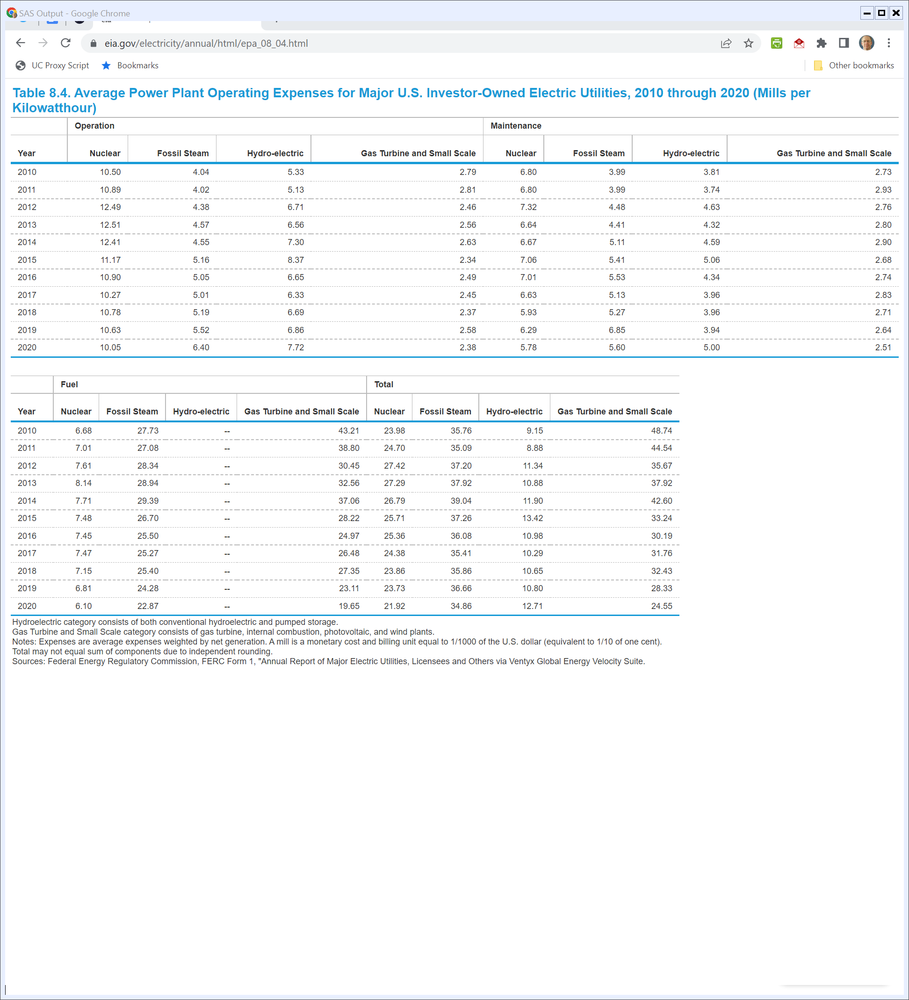 SAS Output - Google Chrome
eia.gov/electricity/annual/html/epa_08_04.html
UC Proxy Script Bookmarks Other bookmarks
Table 8.4. Average Power Plant Operating Expenses for Major U.S. Investor-Owned Electric Utilities, 2010 through 2020 (Mills per
Kilowatthour)
Operation Maintenance
Year Nuclear Fossil Steam Hydro-electric Gas Turbine and Small Scale Nuclear Fossil Steam Hydro-electric Gas Turbine and Small Scale
2010 10.50 4.04 5.33 2.79 6.80 3.99 3.81 2.73
2011 10.89 4.02 5.13 2.81 6.80 3.99 3.74 2.93
2012 12.49 4.38 6.71 2.46 7.32 4.48 4.63 2.76
2013 12.51 4.57 6.56 2.56 6.64 4.41 4.32 2.80
2014 12.41 4.55 7.30 2.63 6.67 5.11 4.59 2.90
2015 11.17 5.16 8.37 2.34 7.06 5.41 5.06 2.68
2016 10.90 5.05 6.65 2.49 7.01 5.53 4.34 2.74
2017 10.27 5.01 6.33 2.45 6.63 5.13 3.96 2.83
2018 10.78 5.19 6.69 2.37 5.93 5.27 3.96 2.71
2019 10.63 5.52 6.86 2.58 6.29 6.85 3.94 2.64
2020 10.05 6.40 7.72 2.38 5.78 5.60 5.00 2.51
Fuel Total
Year Nuclear Fossil Steam Hydro-electric Gas Turbine and Small Scale Nuclear Fossil Steam Hydro-electric Gas Turbine and Small Scale
2010 6.68 27.73 -- 43.21 23.98 35.76 9.15 48.74
2011 7.01 27.08 -- 38.80 24.70 35.09 8.88 44.54
2012 7.61 28.34 -- 30.45 27.42 37.20 11.34 35.67
2013 8.14 28.94 -- 32.56 27.29 37.92 10.88 37.92
2014 7.71 29.39 -- 37.06 26.79 39.04 11.90 42.60
2015 7.48 26.70 -- 28.22 25.71 37.26 13.42 33.24
2016 7.45 25.50 -- 24.97 25.36 36.08 10.98 30.19
2017 7.47 25.27 -- 26.48 24.38 35.41 10.29 31.76
2018 7.15 25.40 -- 27.35 23.86 35.86 10.65 32.43
2019 6.81 24.28 -- 23.11 23.73 36.66 10.80 28.33
2020 6.10 22.87 -- 19.65 21.92 34.86 12.71 24.55
Hydroelectric category consists of both conventional hydroelectric and pumped storage.
Gas Turbine and Small Scale category consists of gas turbine, internal combustion, photovoltaic, and wind plants.
Notes: Expenses are average expenses weighted by net generation. A mill is a monetary cost and billing unit equal to 1/1000 of the U.S. dollar (equivalent to 1/10 of one cent).
Total may not equal sum of components due to independent rounding.
Sources: Federal Energy Regulatory Commission, FERC Form 1, "Annual Report of Major Electric Utilities, Licensees and Others via Ventyx Global Energy Velocity Suite.